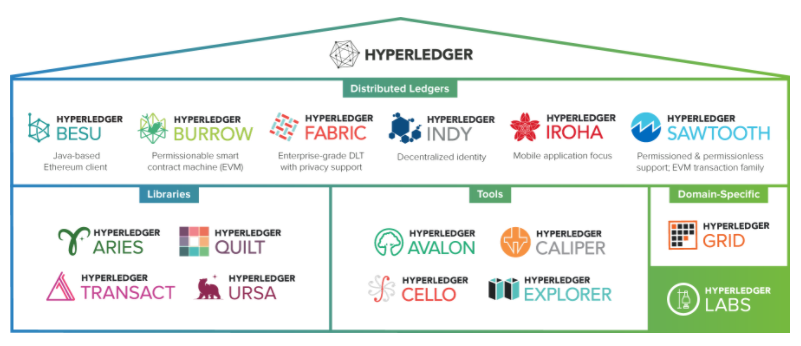 HYPERLEDGER
Distributed Ledgers
HYPERLEDGER
BESU
Java-based
Ethereum client
HYPERLEDGER
BURROW
Permissionable smart
contract machine (EVM)
HYPERLEDGER
FABRIC
Enterprise-grade DLT
with privacy support
HYPERLEDGER
INDY
Decentralized identity
HYPERLEDGER
IROHA
Mobile application focus
HYPERLEDGER
SAWTOOTH
Permissioned & permissionless
support; EVM transaction family
Libraries
HYPERLEDGER
ARIES
HYPERLEDGER
QUILT
HYPERLEDGER
TRANSACT
HYPERLEDGER
URSA
Tools
HYPERLEDGER
AVALON
HYPERLEDGER
CALIPER
HYPERLEDGER
CELLO
HYPERLEDGER
EXPLORER
Domain-Specific
HYPERLEDGER
GRID
HYPERLEDGER
LABS